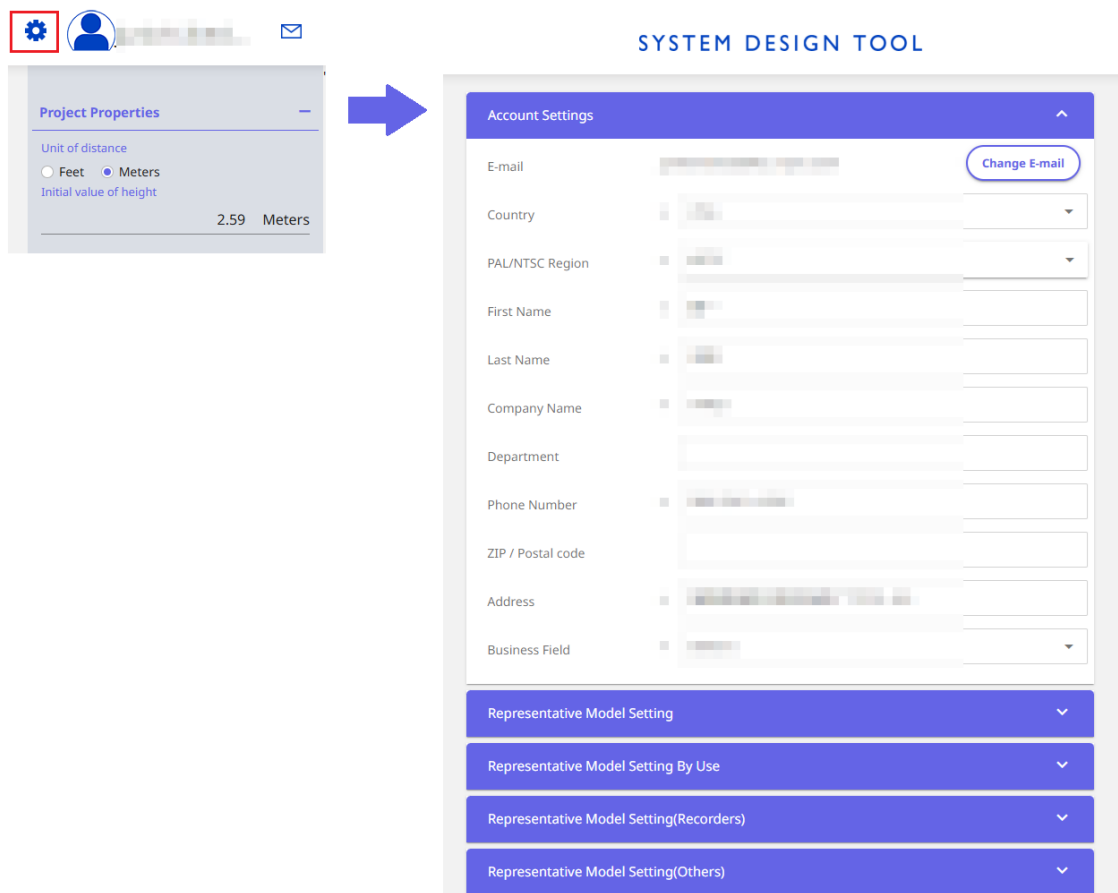 Project Properties
Unit of distance
Feet Meters
Initial value of height
2.59 Meters
SYSTEM DESIGN TOOL
Account Settings
E-mail
Change E-mail
Country
PAL/NTSC Region
First Name
Last Name
Company Name
Department
Phone Number
ZIP / Postal code
Address
Business Field
Representative Model Setting
Representative Model Setting By Use
Representative Model Setting(Recorders)
Representative Model Setting(Others)